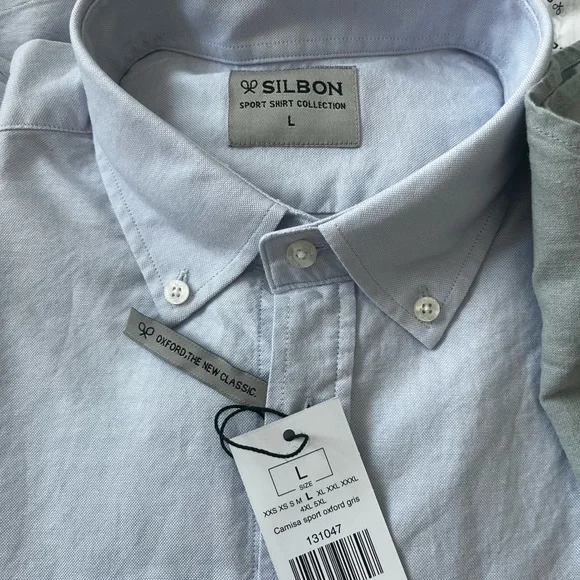 SILBON
SPORT SHIRT COLLECTION
L
OXFORD,THE NEW CLASSIC.
L
SIZE
XXS XS S M L XL XXL XXXL
4XL 5XL
Camisa sport oxford gris
131047